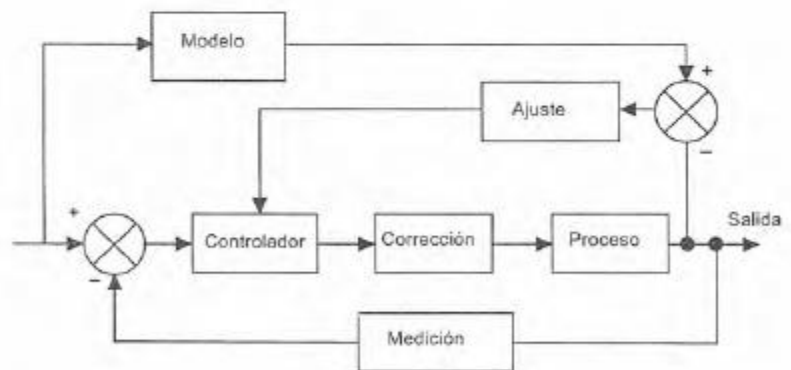 Modelo
+
Ajuste
−
Salida
+
Controlador
Corrección
Proceso
−
Medición